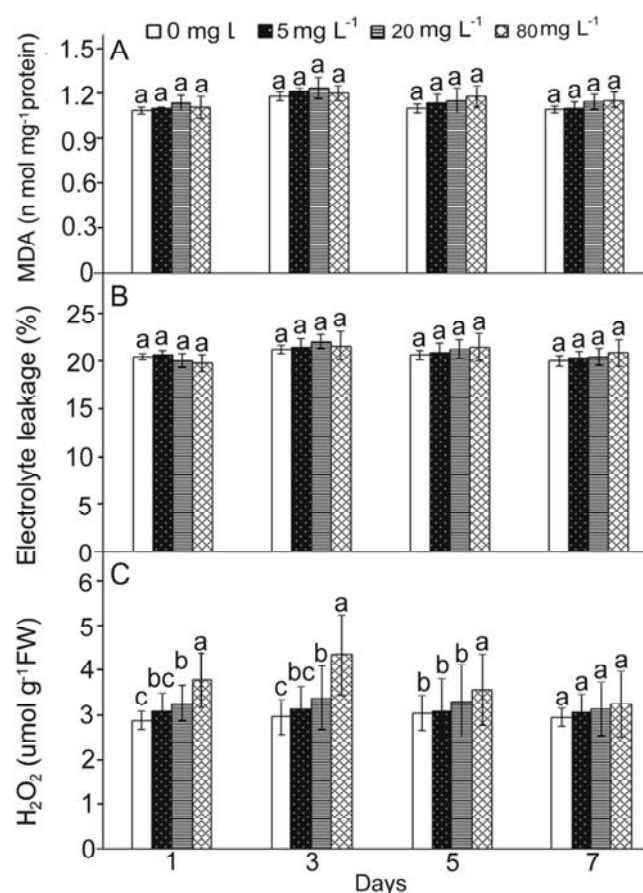 0 mg L 5 mg L-1 20 mg L-1 80 mg L-1
A
MDA (n mol mg-1protein)
1.5
1.2
0.9
0.6
0.3
0
a a a a a a a a a a a a a a a a
B
Electrolyte leakage (%)
25
20
15
10
5
0
a a a a a a a a a a a a a a a a
C
H2O2 (umol g-1FW)
6
5
4
3
2
1
0
c bc b a c bc b a b b b a a a a a
1 3 5 7
Days